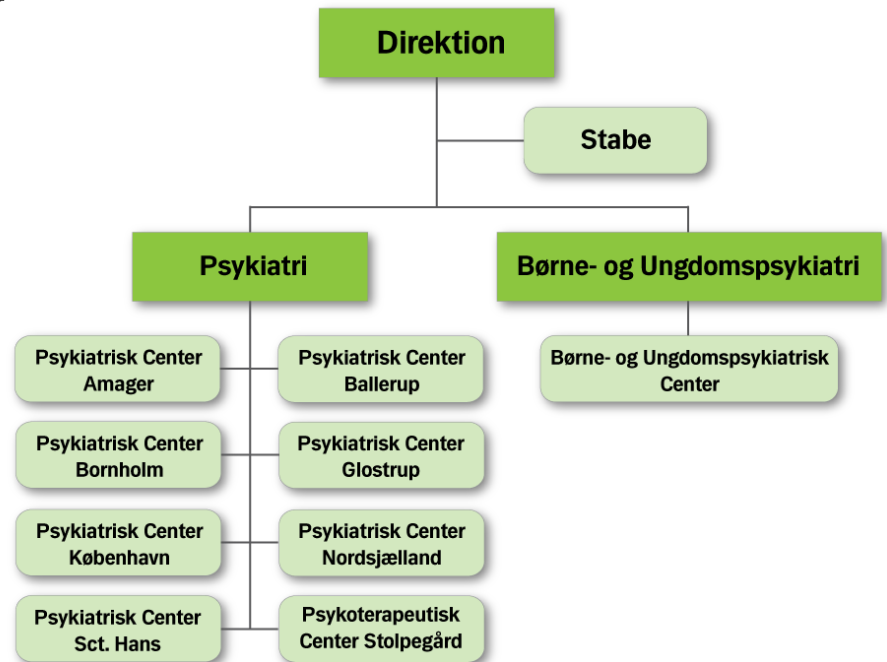 Direktion
Stabe
Psykiatri
Børne- og Ungdomspsykiatri
Psykiatrisk Center
Amager
Psykiatrisk Center
Ballerup
Børne- og Ungdomspsykiatrisk
Center
Psykiatrisk Center
Bornholm
Psykiatrisk Center
Glostrup
Psykiatrisk Center
København
Psykiatrisk Center
Nordsjælland
Psykiatrisk Center
Sct. Hans
Psykoterapeutisk
Center Stolpegård